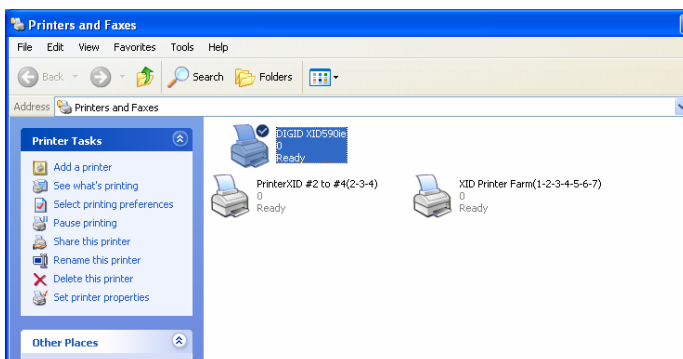 Printers and Faxes
File Edit View Favorites Tools Help
Back Search Folders
Address Printers and Faxes
Printer Tasks
Add a printer
See what's printing
Select printing preferences
Pause printing
Share this printer
Rename this printer
Delete this printer
Set printer properties
Other Places
DIGID XID590ie
0
Ready
PrinterXID #2 to #4(2-3-4)
0
Ready
XID Printer Farm(1-2-3-4-5-6-7)
0
Ready